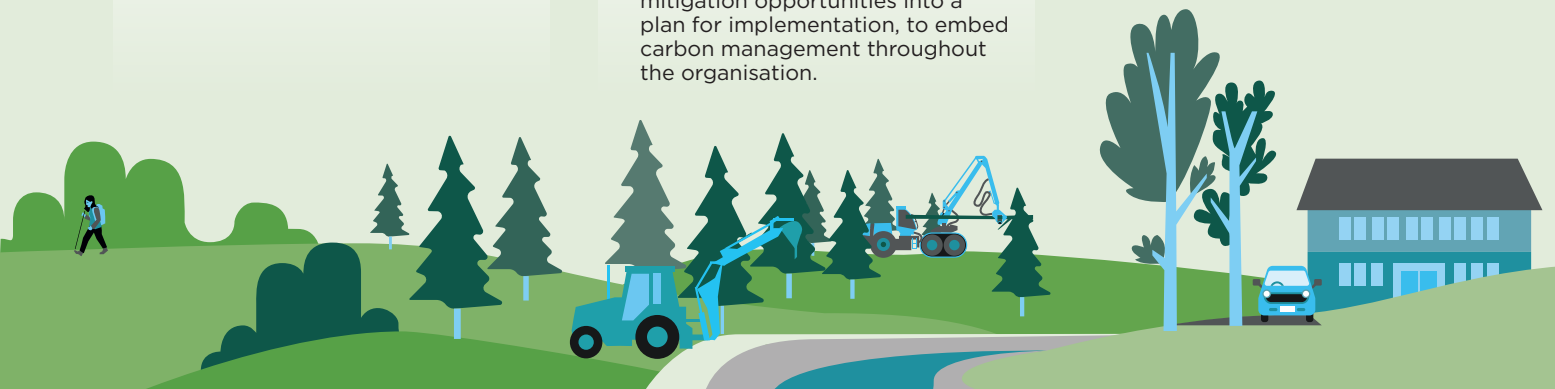 mitigation opportunities into a
plan for implementation, to embed
carbon management throughout
the organisation.